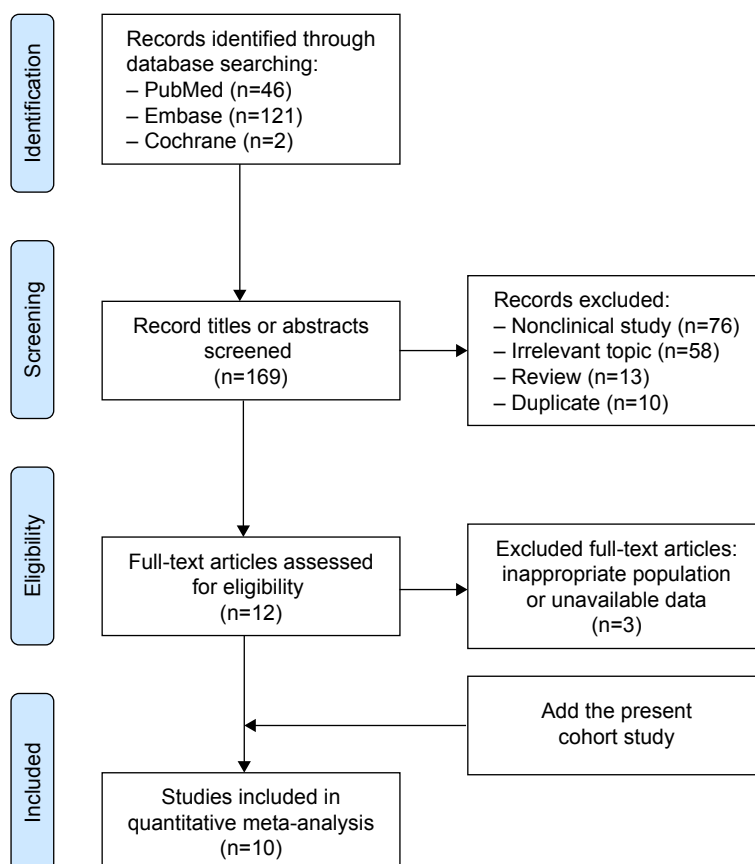 Identification
Records identified through
database searching:
– PubMed (n=46)
– Embase (n=121)
– Cochrane (n=2)
Screening
Record titles or abstracts
screened
(n=169)
Records excluded:
– Nonclinical study (n=76)
– Irrelevant topic (n=58)
– Review (n=13)
– Duplicate (n=10)
Eligibility
Full-text articles assessed
for eligibility
(n=12)
Excluded full-text articles:
inappropriate population
or unavailable data
(n=3)
Included
Add the present
cohort study
Studies included in
quantitative meta-analysis
(n=10)